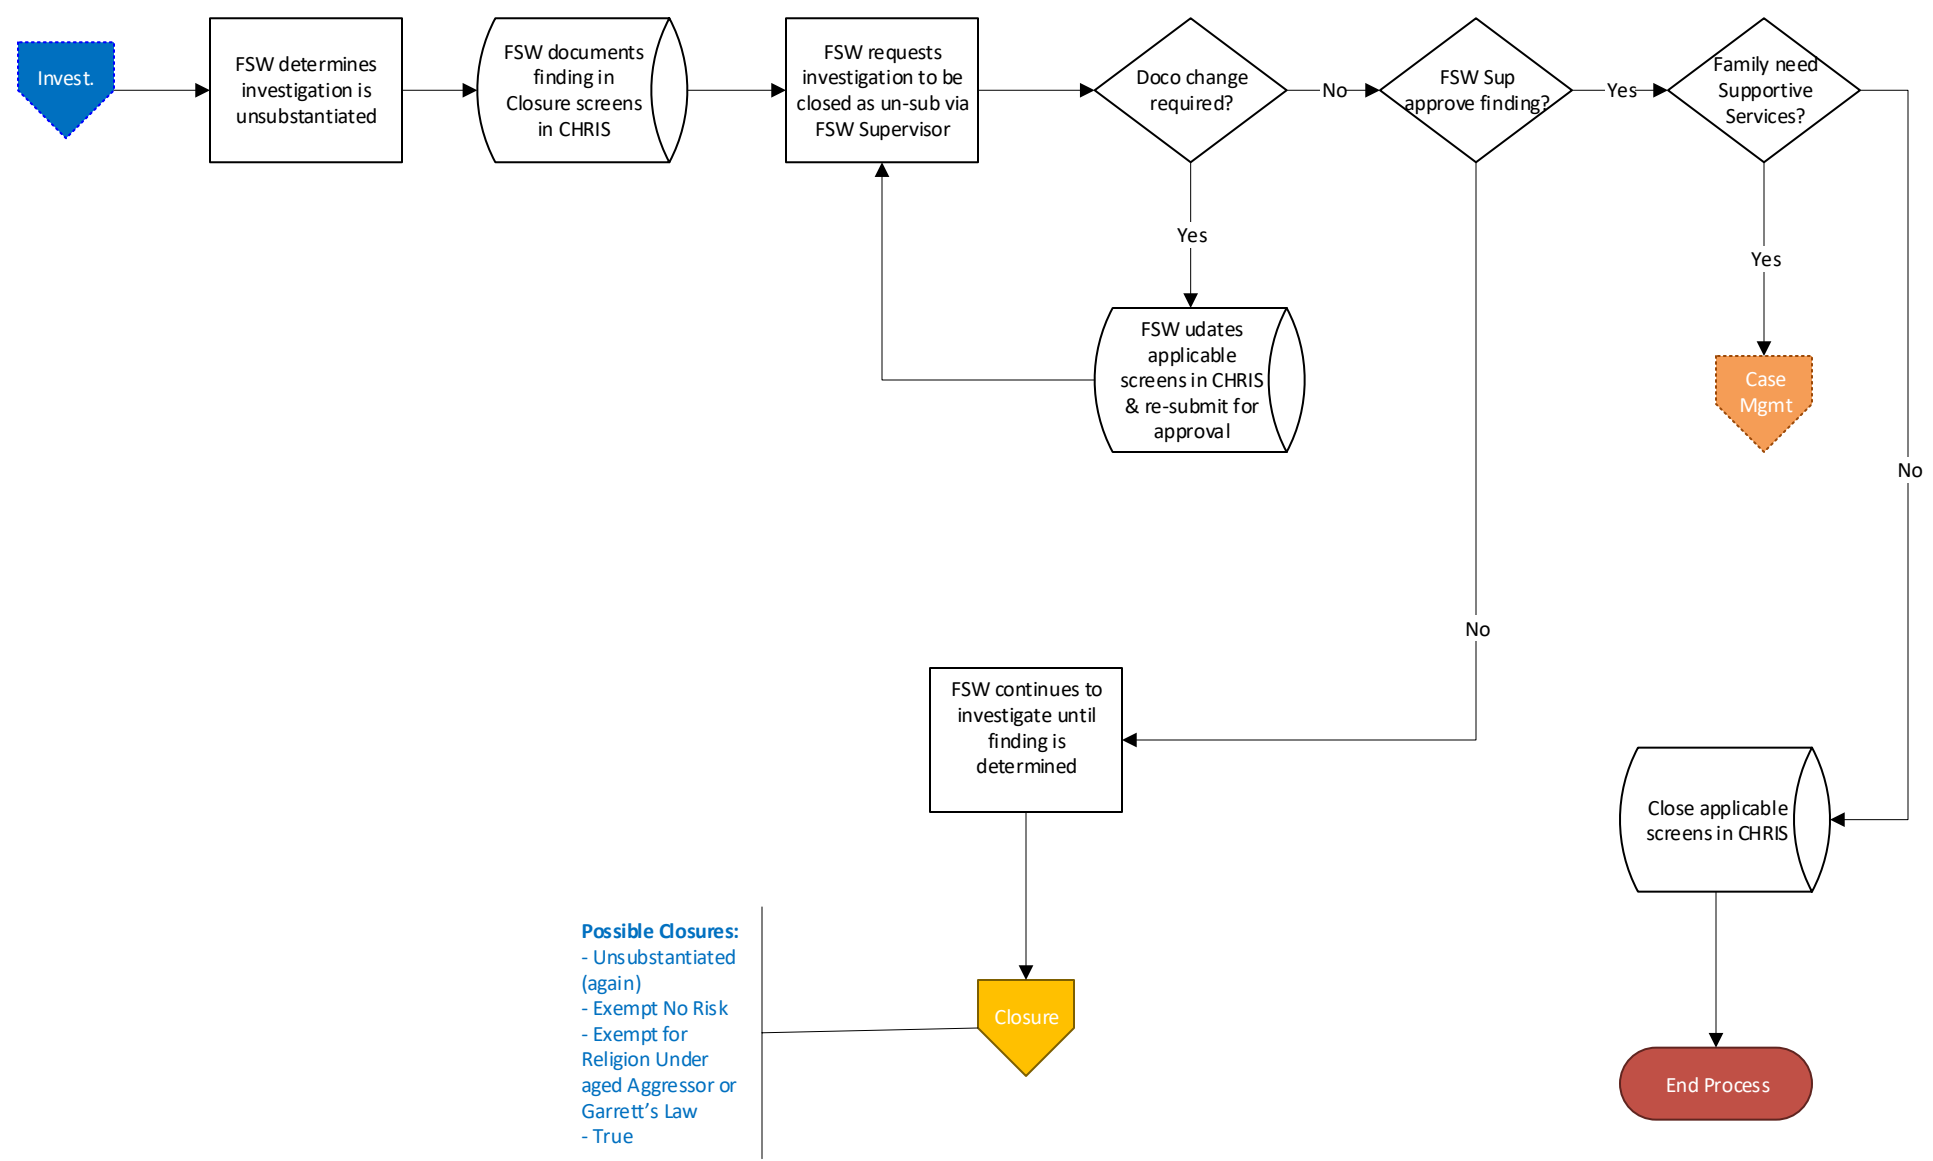 Invest.
FSW determines
investigation is
unsubstantiated
FSW documents
finding in
Closure screens
in CHRIS
FSW requests
investigation to be
closed as un-sub via
FSW Supervisor
Doco change
required?
No
FSW Sup
approve finding?
Yes
Family need
Supportive
Services?
Yes
Yes
FSW udates
applicable
screens in CHRIS
& re-submit for
approval
Case
Mgmt
No
No
FSW continues to
investigate until
finding is
determined
Close applicable
screens in CHRIS
Possible Closures:
- Unsubstantiated
(again)
- Exempt No Risk
- Exempt for
Religion Under
aged Aggressor or
Garrett’s Law
- True
Closure
End Process